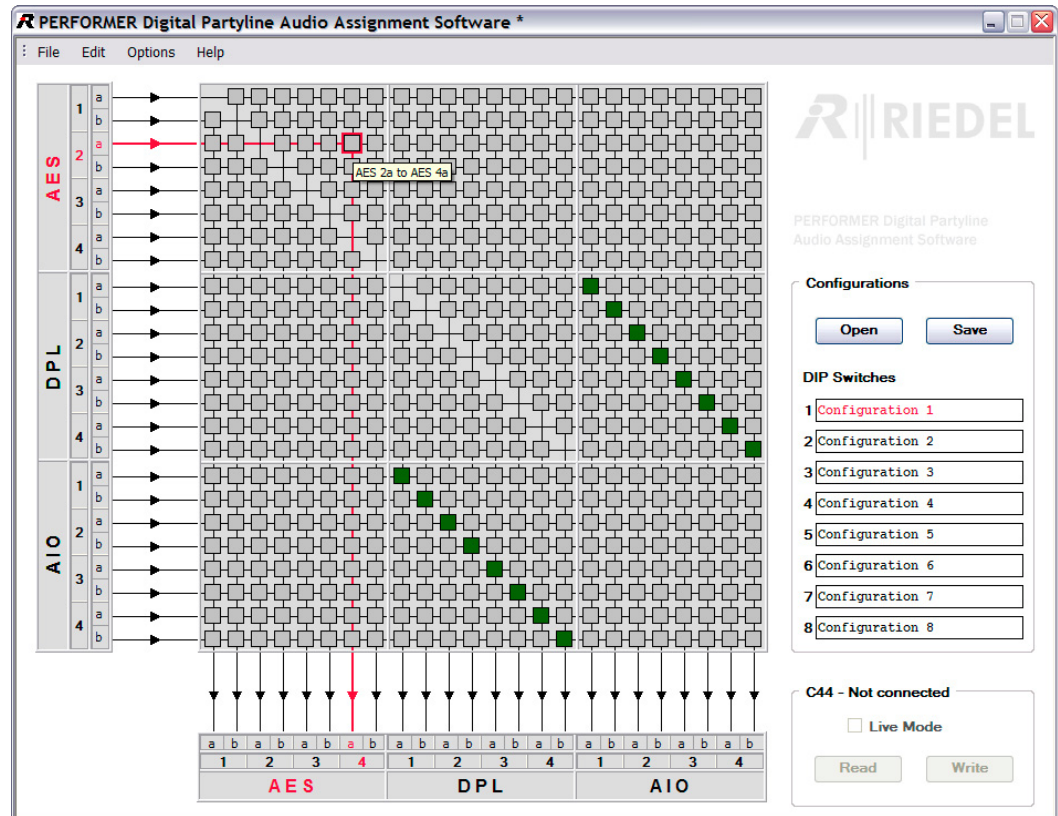 PERFORMER Digital Partyline Audio Assignment Software *
File Edit Options Help
RIEDEL
PERFORMER Digital Partyline
Audio Assignment Software
AES
1 a
b
2 a
b
3 a
b
4 a
b
AES 2a to AES 4a
DPL
1 a
b
2 a
b
3 a
b
4 a
b
AIO
1 a
b
2 a
b
3 a
b
4 a
b
a b a b a b a b a b a b a b a b a b a b a b a b
1 2 3 4 1 2 3 4 1 2 3 4
AES DPL AIO
Configurations
Open Save
DIP Switches
1 Configuration 1
2 Configuration 2
3 Configuration 3
4 Configuration 4
5 Configuration 5
6 Configuration 6
7 Configuration 7
8 Configuration 8
C44 - Not connected
Live Mode
Read Write